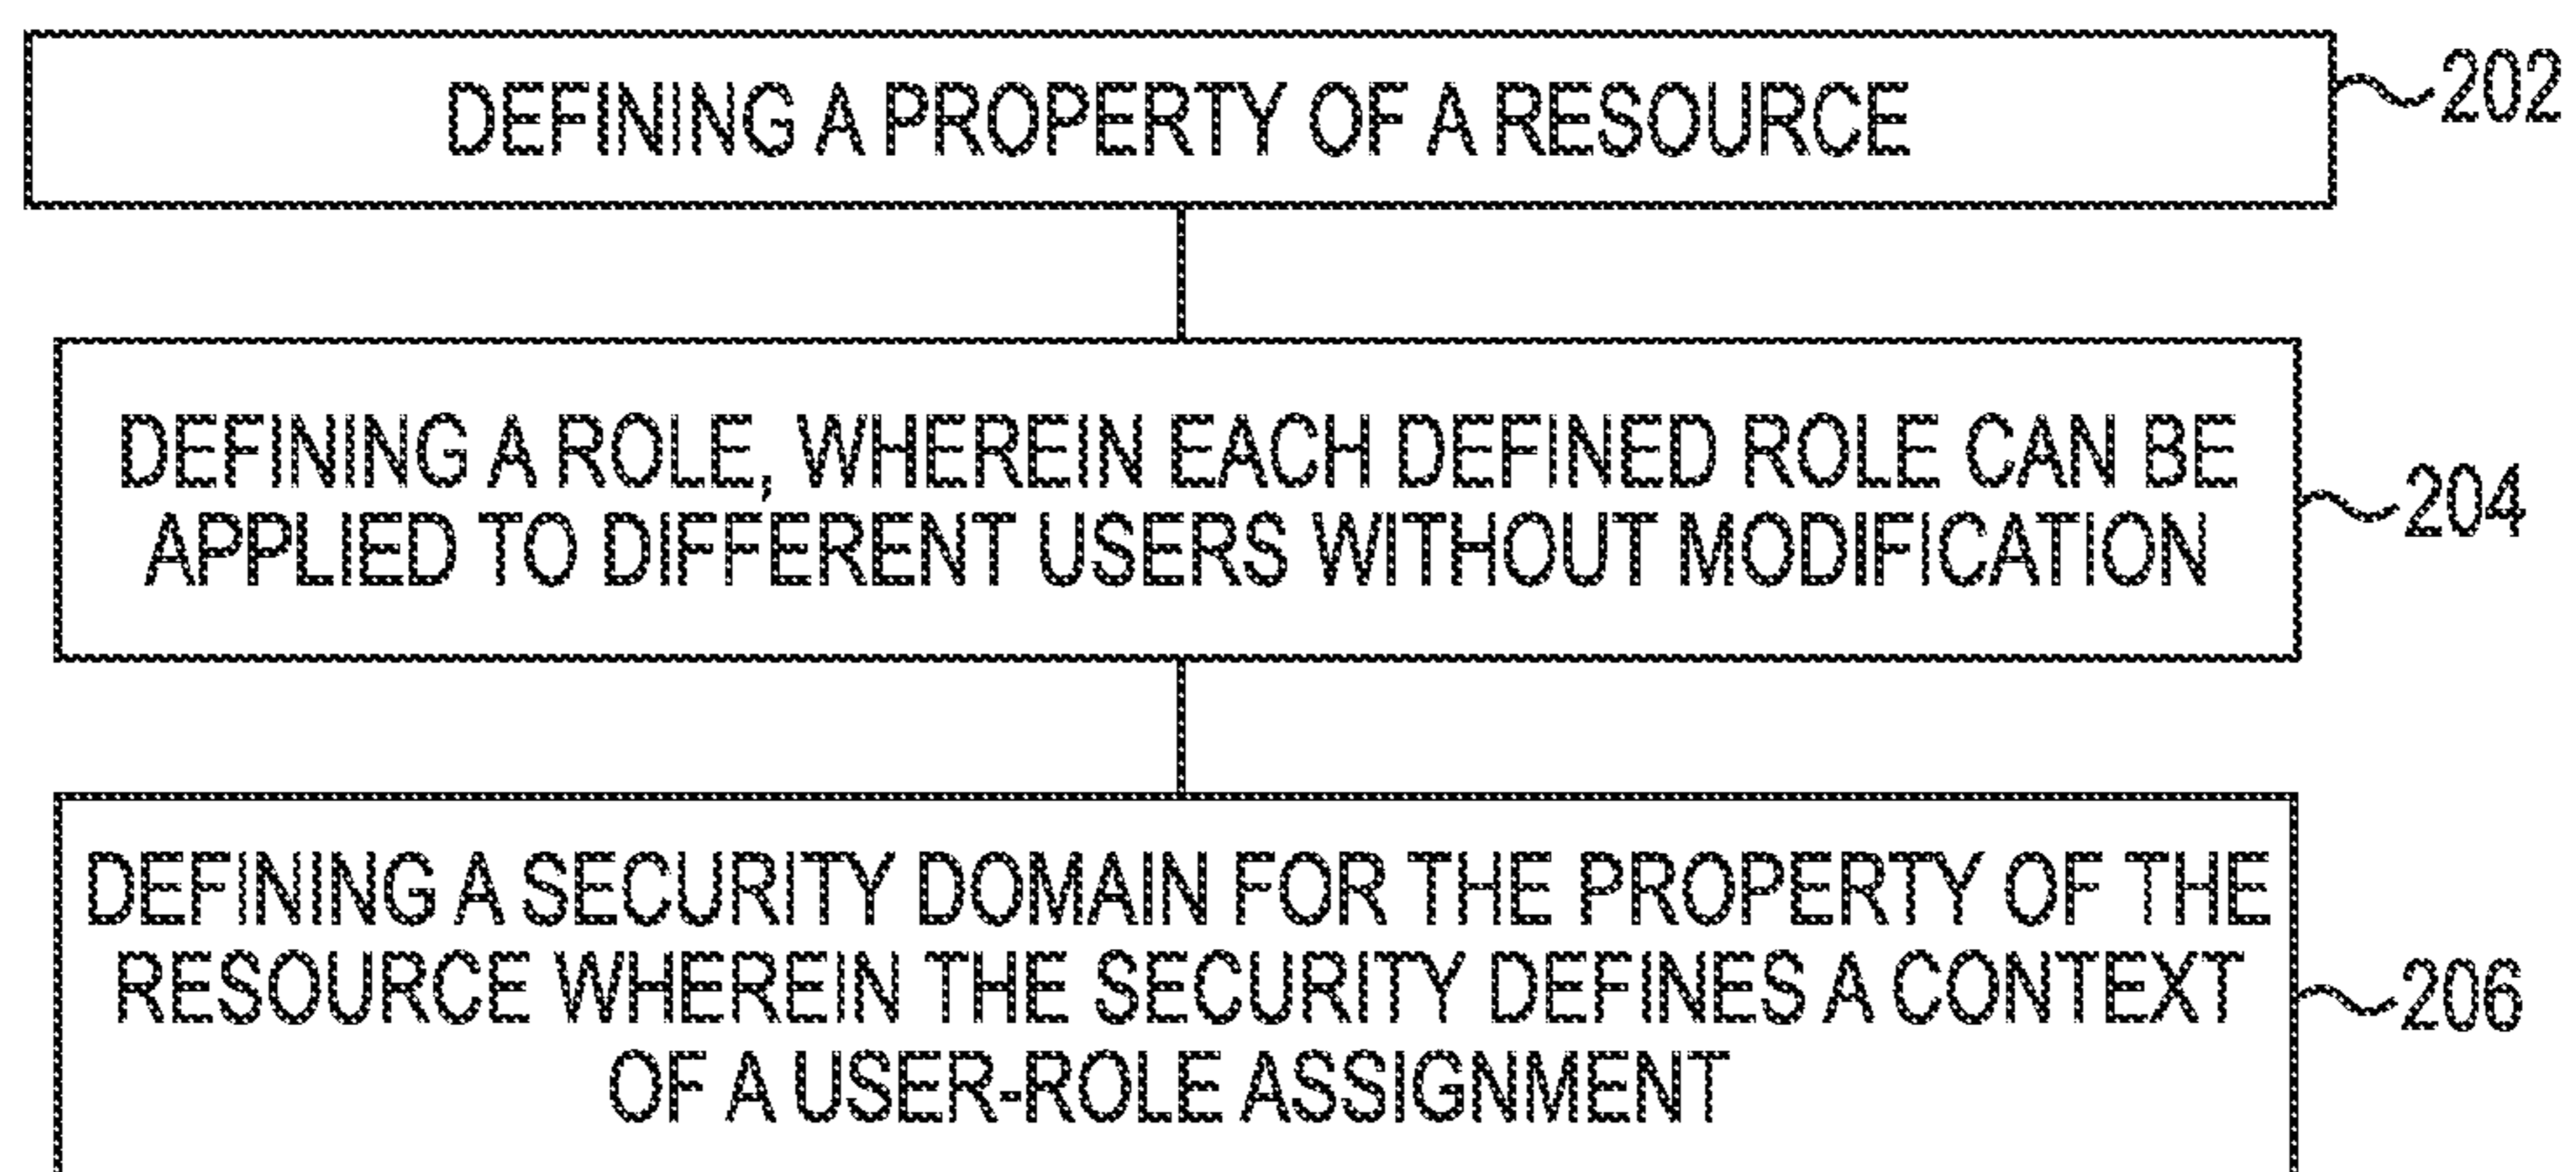 DEFINING A PROPERTY OF A RESOURCE
202
DEFINING A ROLE, WHEREIN EACH DEFINED ROLE CAN BE
APPLIED TO DIFFERENT USERS WITHOUT MODIFICATION
204
DEFINING A SECURITY DOMAIN FOR THE PROPERTY OF THE
RESOURCE WHEREIN THE SECURITY DEFINES A CONTEXT
OF A USER-ROLE ASSIGNMENT
206